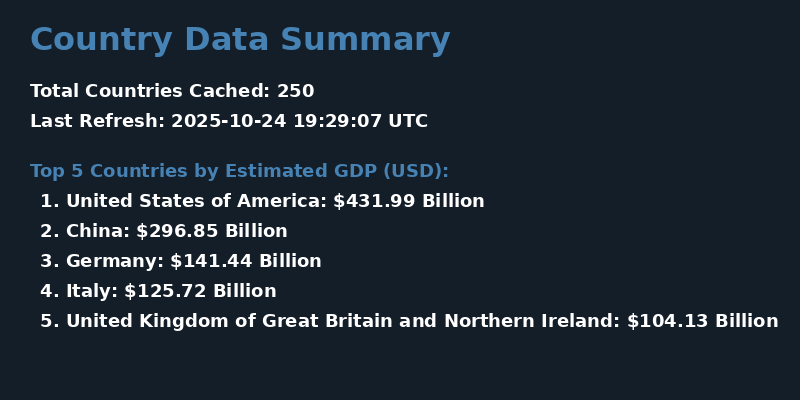 Country Data Summary
Total Countries Cached: 250
Last Refresh: 2025-10-24 19:29:07 UTC
Top 5 Countries by Estimated GDP (USD):
1. United States of America: $431.99 Billion
2. China: $296.85 Billion
3. Germany: $141.44 Billion
4. Italy: $125.72 Billion
5. United Kingdom of Great Britain and Northern Ireland: $104.13 Billion